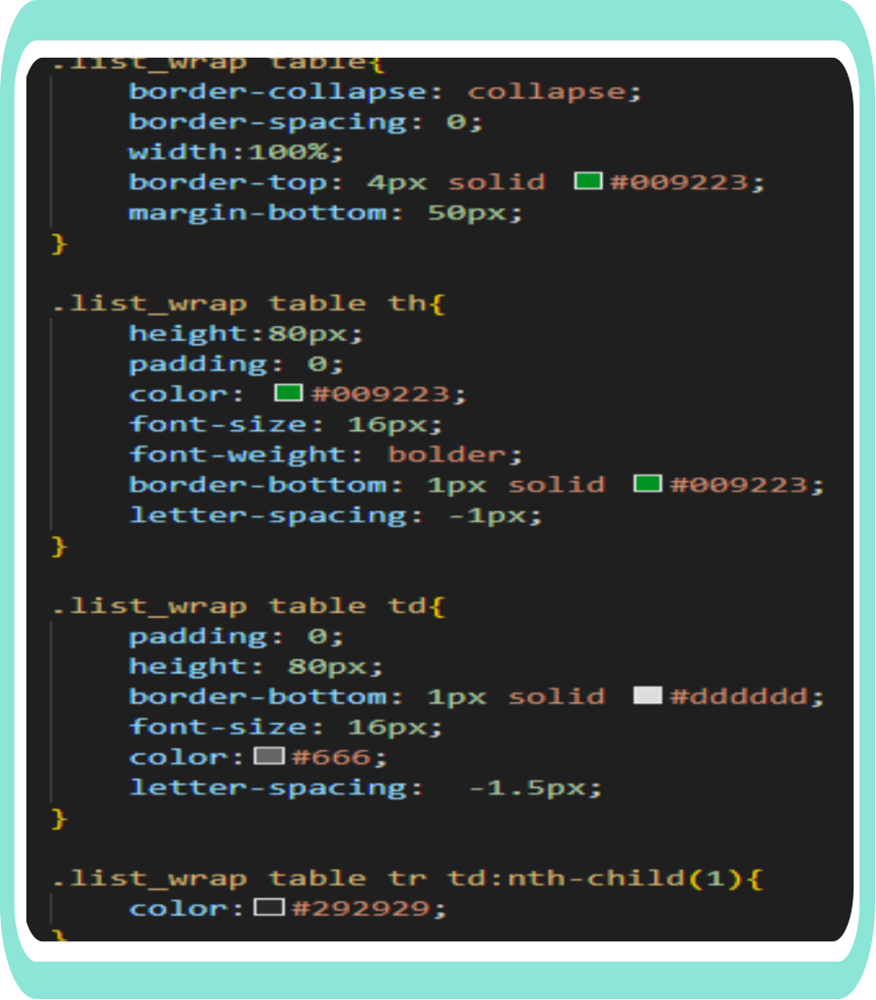 .list_wrap table{
border-collapse: collapse;
border-spacing: 0;
width:100%;
border-top: 4px solid #009223;
margin-bottom: 50px;
}
.list_wrap table th{
height:80px;
padding: 0;
color: #009223;
font-size: 16px;
font-weight: bolder;
border-bottom: 1px solid #009223;
letter-spacing: -1px;
}
.list_wrap table td{
padding: 0;
height: 80px;
border-bottom: 1px solid #dddddd;
font-size: 16px;
color:#666;
letter-spacing:  -1.5px;
}
.list_wrap table tr td:nth-child(1){
color:#292929;
}